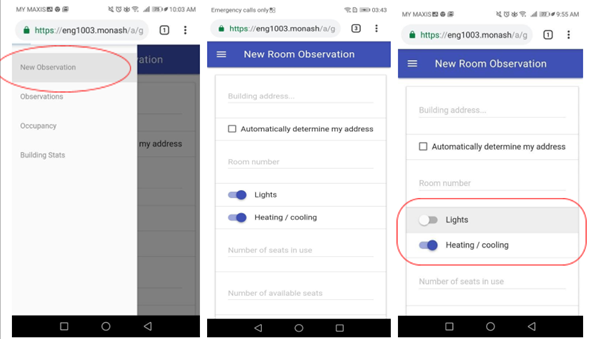 MY MAXIS 10:03 AM
https://eng1003.monash/a/g 1
ation
New Observation
Observations
my address
Occupancy
Building Stats
Emergency calls only 03:43
https://eng1003.monash/a/g 3
New Room Observation
Building address...
Automatically determine my address
Room number
Lights
Heating / cooling
Number of seats in use
Number of available seats
MY MAXIS 9:55 AM
https://eng1003.monash/a/g 1
New Room Observation
Building address...
Automatically determine my address
Room number
Lights
Heating / cooling
Number of seats in use